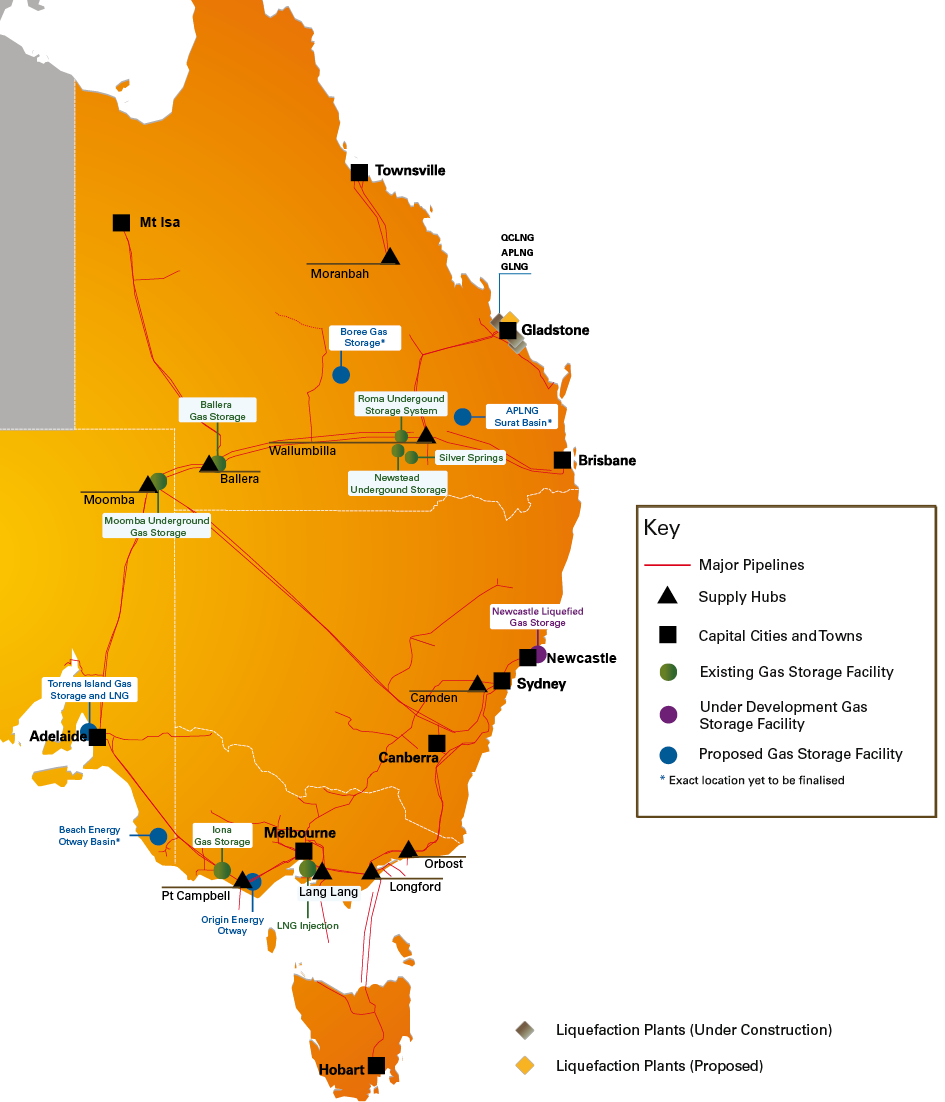 Townsville
Mt Isa
QCLNG
APLNG
GLNG
Moranbah
Gladstone
Boree Gas
Storage*
Ballera
Gas Storage
Roma Undergound
Storage System
APLNG
Surat Basin*
Wallumbilla
Silver Springs
Brisbane
Ballera
Newstead
Undergound Storage
Moomba
Moomba Underground
Gas Storage
Key
Major Pipelines
Supply Hubs
Capital Cities and Towns
Existing Gas Storage Facility
Under Development Gas
Storage Facility
Proposed Gas Storage Facility
* Exact location yet to be finalised
Newcastle Liquefied
Gas Storage
Newcastle
Torrens Island Gas
Storage and LNG
Sydney
Camden
Adelaide
Canberra
Beach Energy
Otway Basin*
Iona
Gas Storage
Melbourne
Orbost
Pt Campbell
Lang Lang
Longford
Origin Energy
Otway
LNG Injection
Liquefaction Plants (Under Construction)
Liquefaction Plants (Proposed)
Hobart